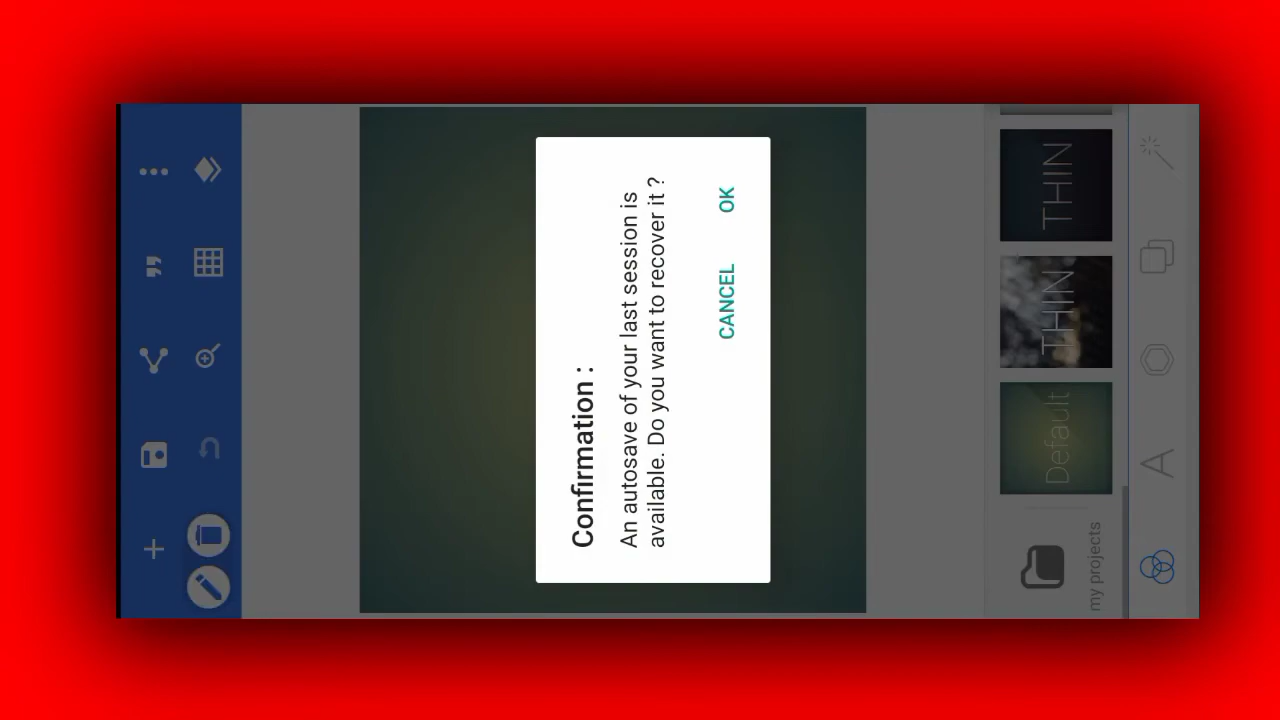 Confirmation :
An autosave of your last session is
available. Do you want to recover it ?
CANCEL OK
my projects
Default
THIN
THIN
A